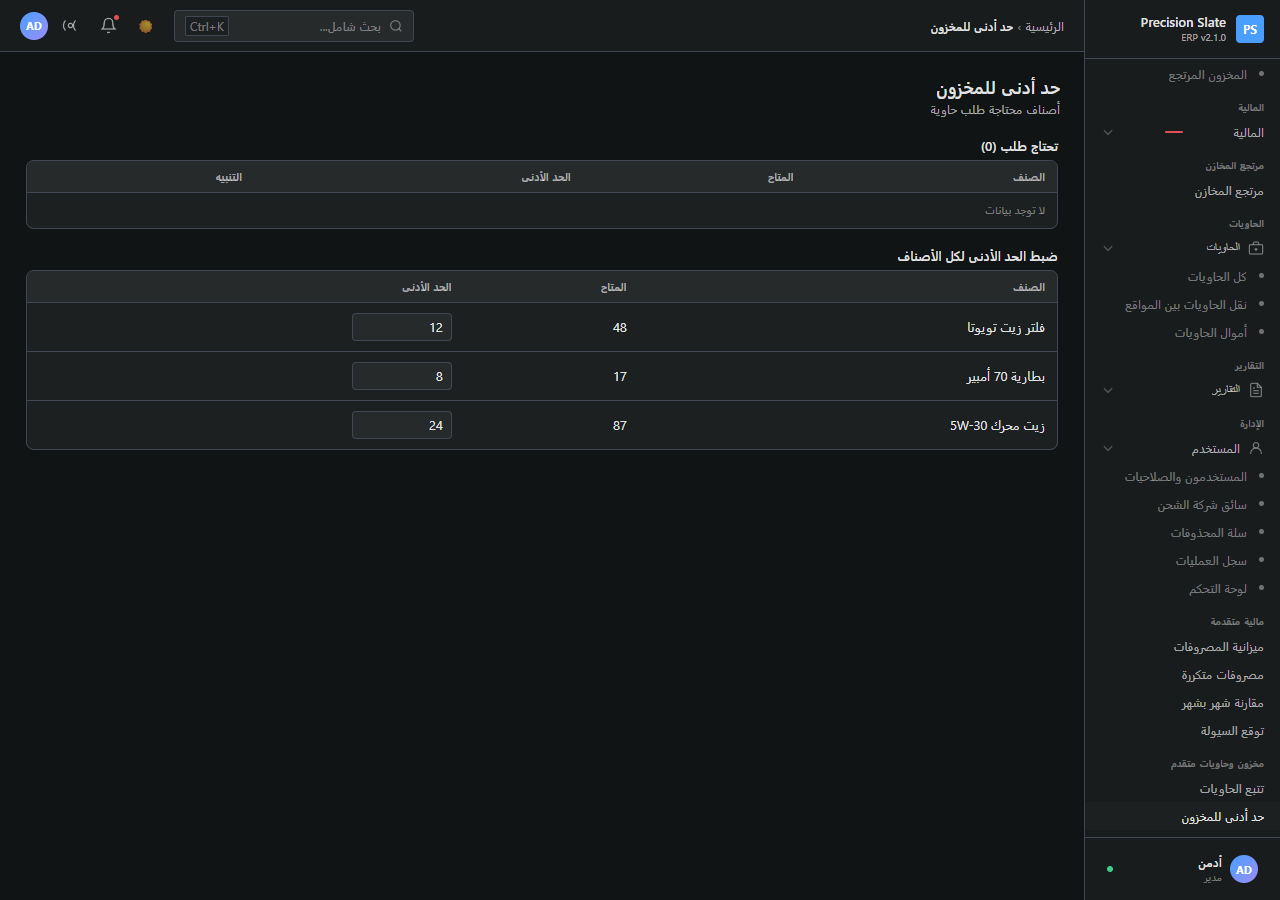 Precision Slate
ERP v2.1.0
PS
المخزون المرتجع
المالية
المالية
مرتجع المخازن
مرتجع المخازن
الحاويات
الحاويات
كل الحاويات
نقل الحاويات بين المواقع
أموال الحاويات
التقارير
التقارير
الإدارة
المستخدم
المستخدمون والصلاحيات
سائق شركة الشحن
سلة المحذوفات
سجل العمليات
لوحة التحكم
مالية متقدمة
ميزانية المصروفات
مصروفات متكررة
مقارنة شهر بشهر
توقع السيولة
مخزون وحاويات متقدم
تتبع الحاويات
حد أدنى للمخزون
AD
أدمن
مدير
الرئيسية › حد أدنى للمخزون
بحث شامل... Ctrl+K
AD
حد أدنى للمخزون
أصناف محتاجة طلب حاوية
تحتاج طلب (0)
الصنف المتاح الحد الأدنى التنبيه
لا توجد بيانات
ضبط الحد الأدنى لكل الأصناف
الصنف المتاح الحد الأدنى
فلتر زيت تويوتا 48 12
بطارية 70 أمبير 17 8
زيت محرك 5W-30 87 24